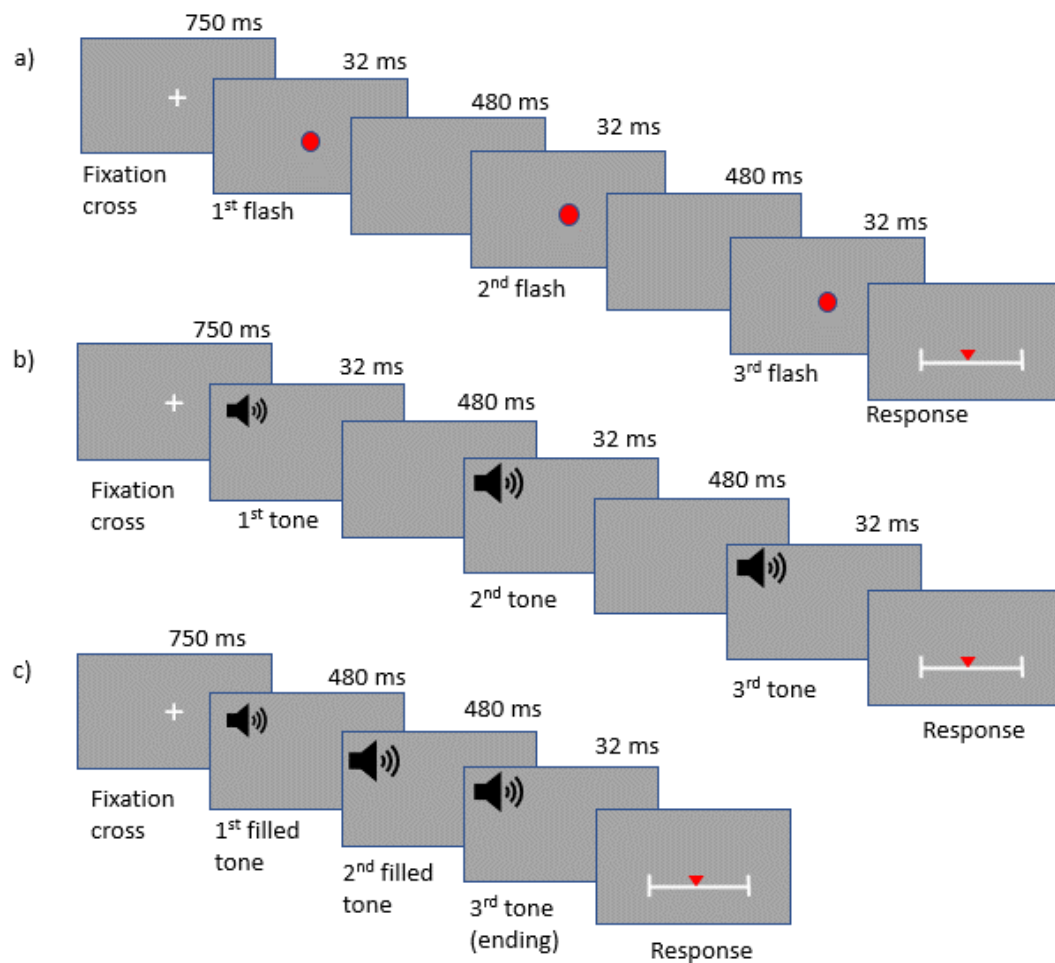 a)
750 ms
32 ms
480 ms
32 ms
480 ms
32 ms
Fixation
cross
1st flash
2nd flash
3rd flash
Response
b)
750 ms
32 ms
480 ms
32 ms
480 ms
32 ms
Fixation
cross
1st tone
2nd tone
3rd tone
Response
c)
750 ms
480 ms
480 ms
32 ms
Fixation
cross
1st filled
tone
2nd filled
tone
3rd tone
(ending)
Response